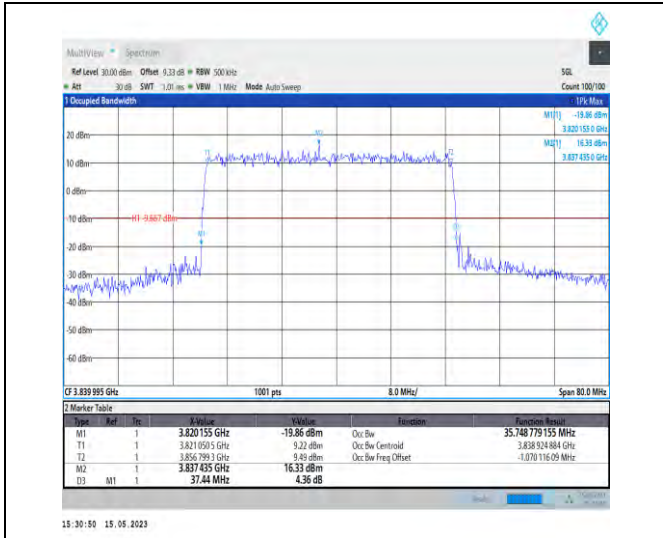 MultiView Spectrum
Ref Level 30.00 dBm Offset 9.33 dB RBW 500 kHz SGL
Att 30 dB SWT 1.01 ms VBW 1 MHz Mode Auto Sweep Count 100/100
1 Occupied Bandwidth 1Pk Max
M1[1] -19.86 dBm
3.820 155 0 GHz
M2[1] 16.33 dBm
3.837 435 0 GHz
20 dBm
M2
T1 T2
10 dBm
0 dBm
-10 dBm H1 -9.667 dBm
M1
-20 dBm
-30 dBm
-40 dBm
-50 dBm
-60 dBm
CF 3.839 995 GHz 1001 pts 8.0 MHz/ Span 80.0 MHz
2 Marker Table
Type Ref Trc X-Value Y-Value Function Function Result
M1 1 3.820 155 GHz -19.86 dBm Occ Bw 35.748 779 155 MHz
T1 1 3.821 050 5 GHz 9.22 dBm Occ Bw Centroid 3.838 924 884 GHz
T2 1 3.856 799 3 GHz 9.49 dBm Occ Bw Freq Offset -1.070 116 09 MHz
M2 1 3.837 435 GHz 16.33 dBm
D3 M1 1 37.44 MHz 4.36 dB
15:30:50 15.05.2023